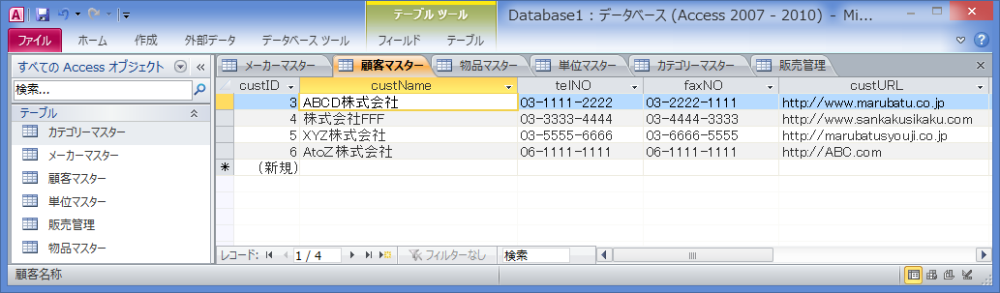 テーブル ツール
Database1 : データベース (Access 2007 - 2010) - Mi...
ファイル ホーム 作成 外部データ データベース ツール フィールド テーブル
すべての Access オブジェクト
検索...
テーブル
カテゴリーマスター
メーカーマスター
顧客マスター
単位マスター
販売管理
物品マスター
メーカーマスター 顧客マスター 物品マスター 単位マスター カテゴリーマスター 販売管理
custID custName telNO faxNO custURL
3 ABCD株式会社 03-1111-2222 03-2222-1111 http://www.marubatu.co.jp
4 株式会社FFF 03-3333-4444 03-4444-3333 http://www.sankakusikaku.com
5 XYZ株式会社 03-5555-6666 03-6666-5555 http://marubatusyouji.co.jp
6 AtoZ株式会社 06-1111-1111 06-1111-1111 http://ABC.com
(新規)
レコード: 1 / 4 フィルターなし 検索
顧客名称